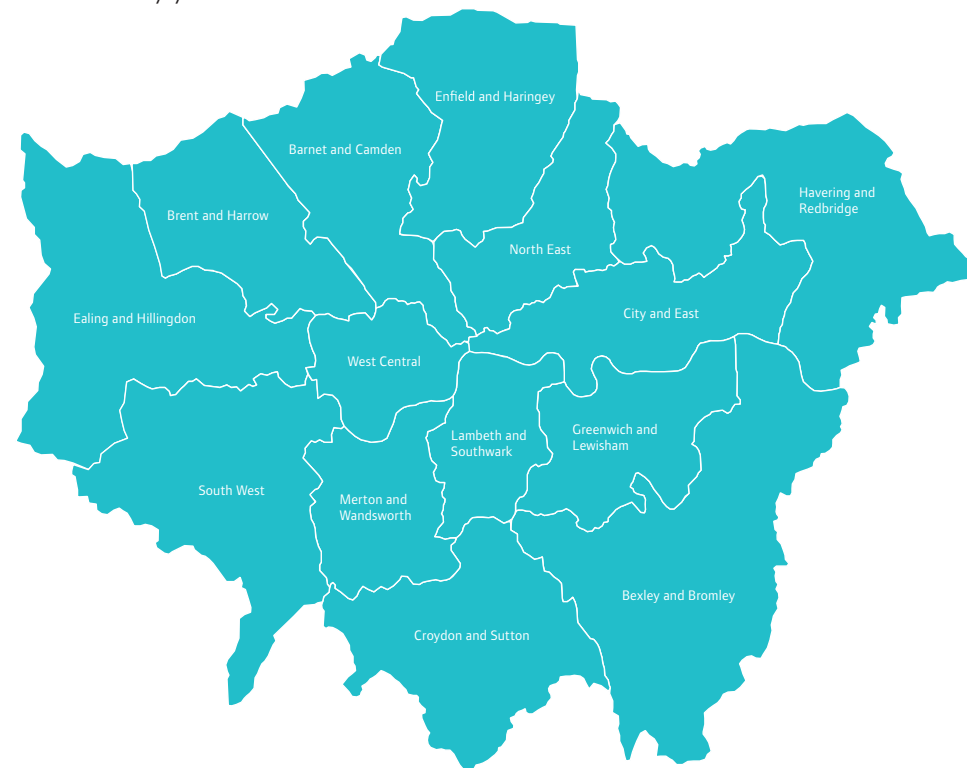 Enfield and Haringey
Barnet and Camden
Havering and
Redbridge
Brent and Harrow
North East
City and East
Ealing and Hillingdon
West Central
Greenwich and
Lewisham
Lambeth and
Southwark
South West
Merton and
Wandsworth
Bexley and Bromley
Croydon and Sutton